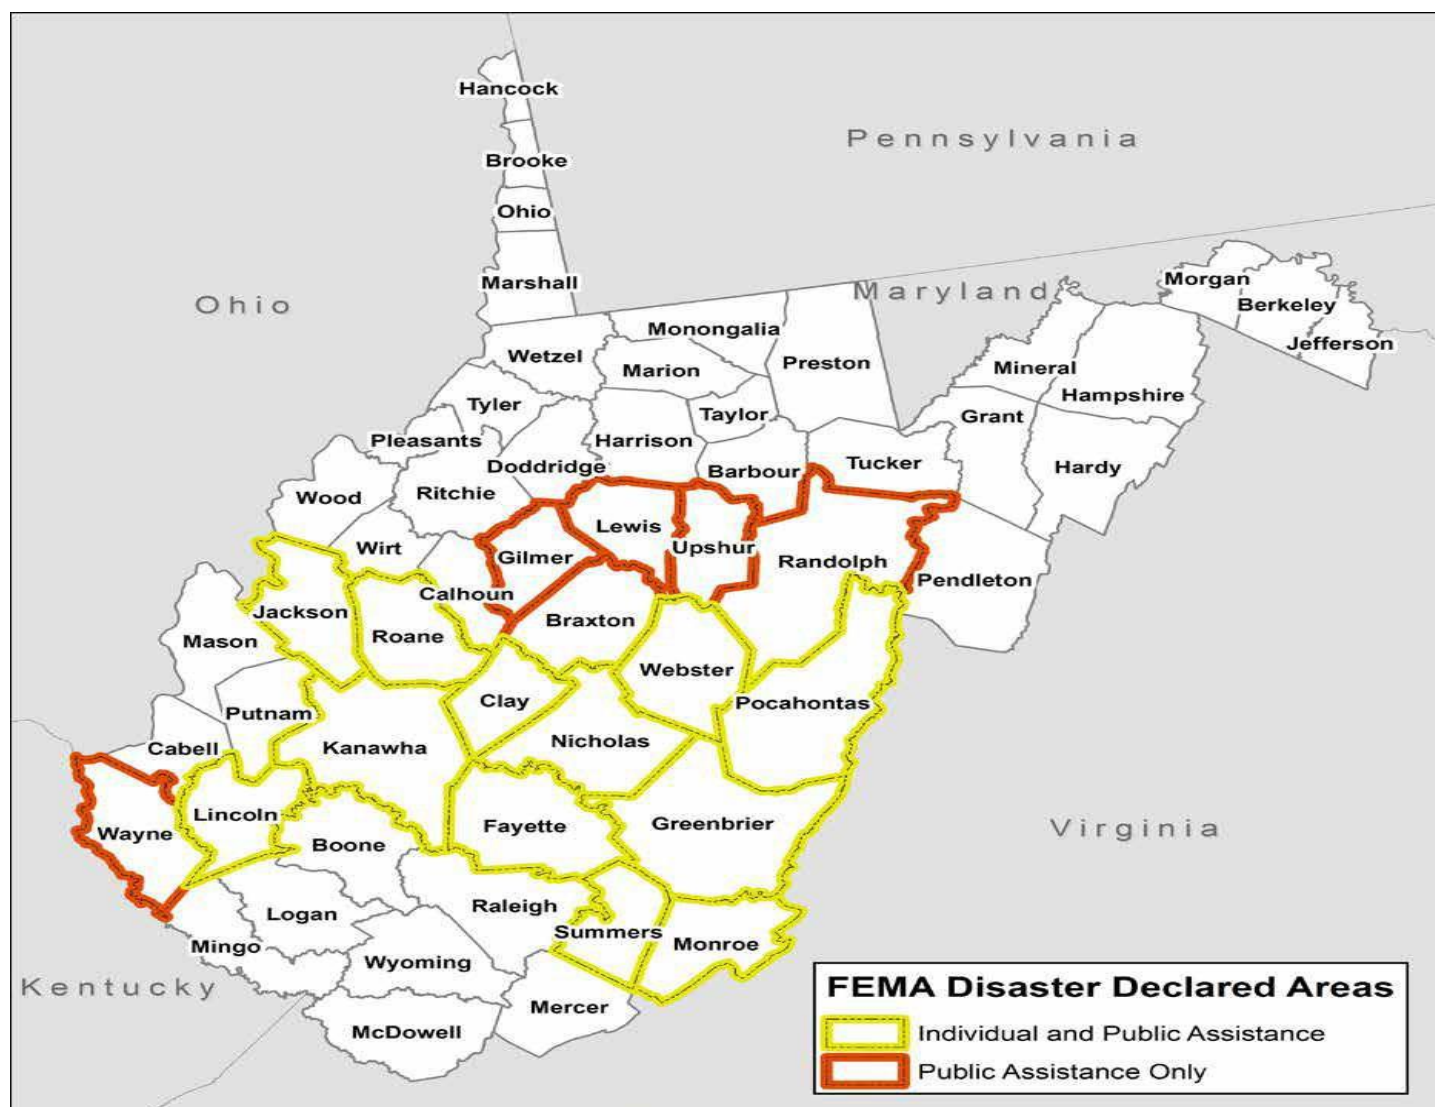 Hancock
Pennsylvania
Brooke
Ohio
Marshall
Morgan
Maryland
Ohio
Berkeley
Monongalia
Jefferson
Wetzel
Preston
Marion
Mineral
Hampshire
Tyler
Taylor
Grant
Pleasants
Harrison
Doddridge
Barbour
Tucker
Hardy
Ritchie
Wood
Lewis
Wirt
Upshur
Gilmer
Randolph
Pendleton
Calhoun
Jackson
Braxton
Roane
Mason
Webster
Clay
Pocahontas
Putnam
Nicholas
Cabell
Kanawha
Lincoln
Fayette
Greenbrier
Virginia
Wayne
Boone
Raleigh
Logan
Summers
Monroe
Mingo
Wyoming
Kentucky
Mercer
McDowell
FEMA Disaster Declared Areas
Individual and Public Assistance
Public Assistance Only